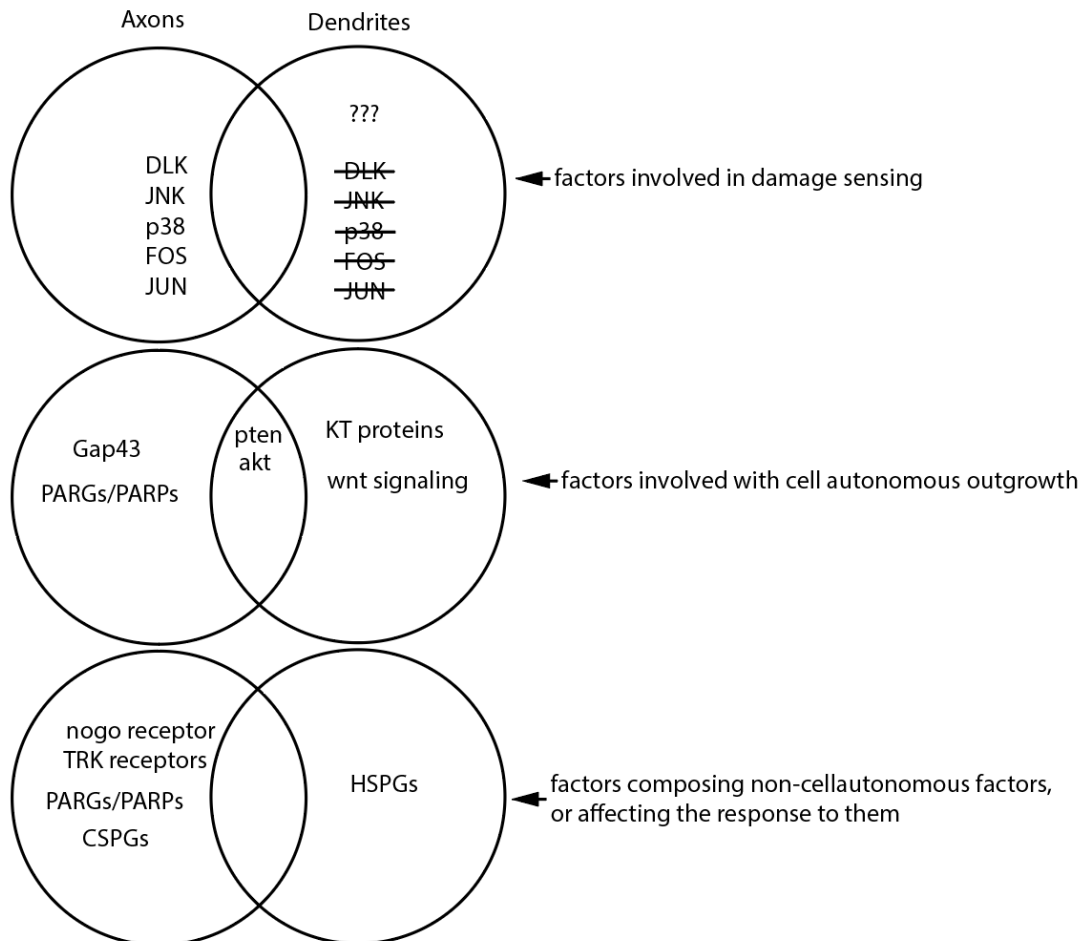 Axons
Dendrites
???
DLK
JNK
p38
FOS
JUN
DLK
JNK
p38
FOS
JUN
factors involved in damage sensing
Gap43
PARGs/PARPs
pten
akt
KT proteins
wnt signaling
factors involved with cell autonomous outgrowth
nogo receptor
TRK receptors
PARGs/PARPs
CSPGs
HSPGs
factors composing non-cellautonomous factors,
or affecting the response to them